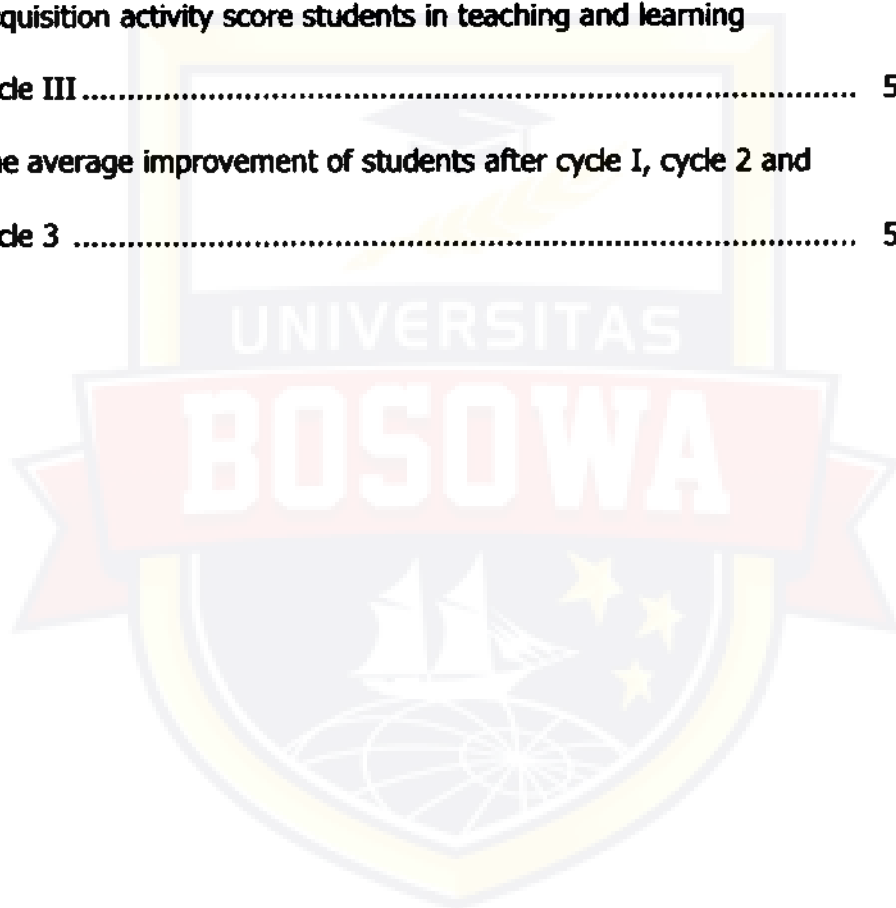 quisition activity score students in teaching and learning
cle III ........................................................................................ 5
e average improvement of students after cycle I, cycle 2 and
cle 3 ........................................................................................ 5
UNIVERSITAS
BOSOWA